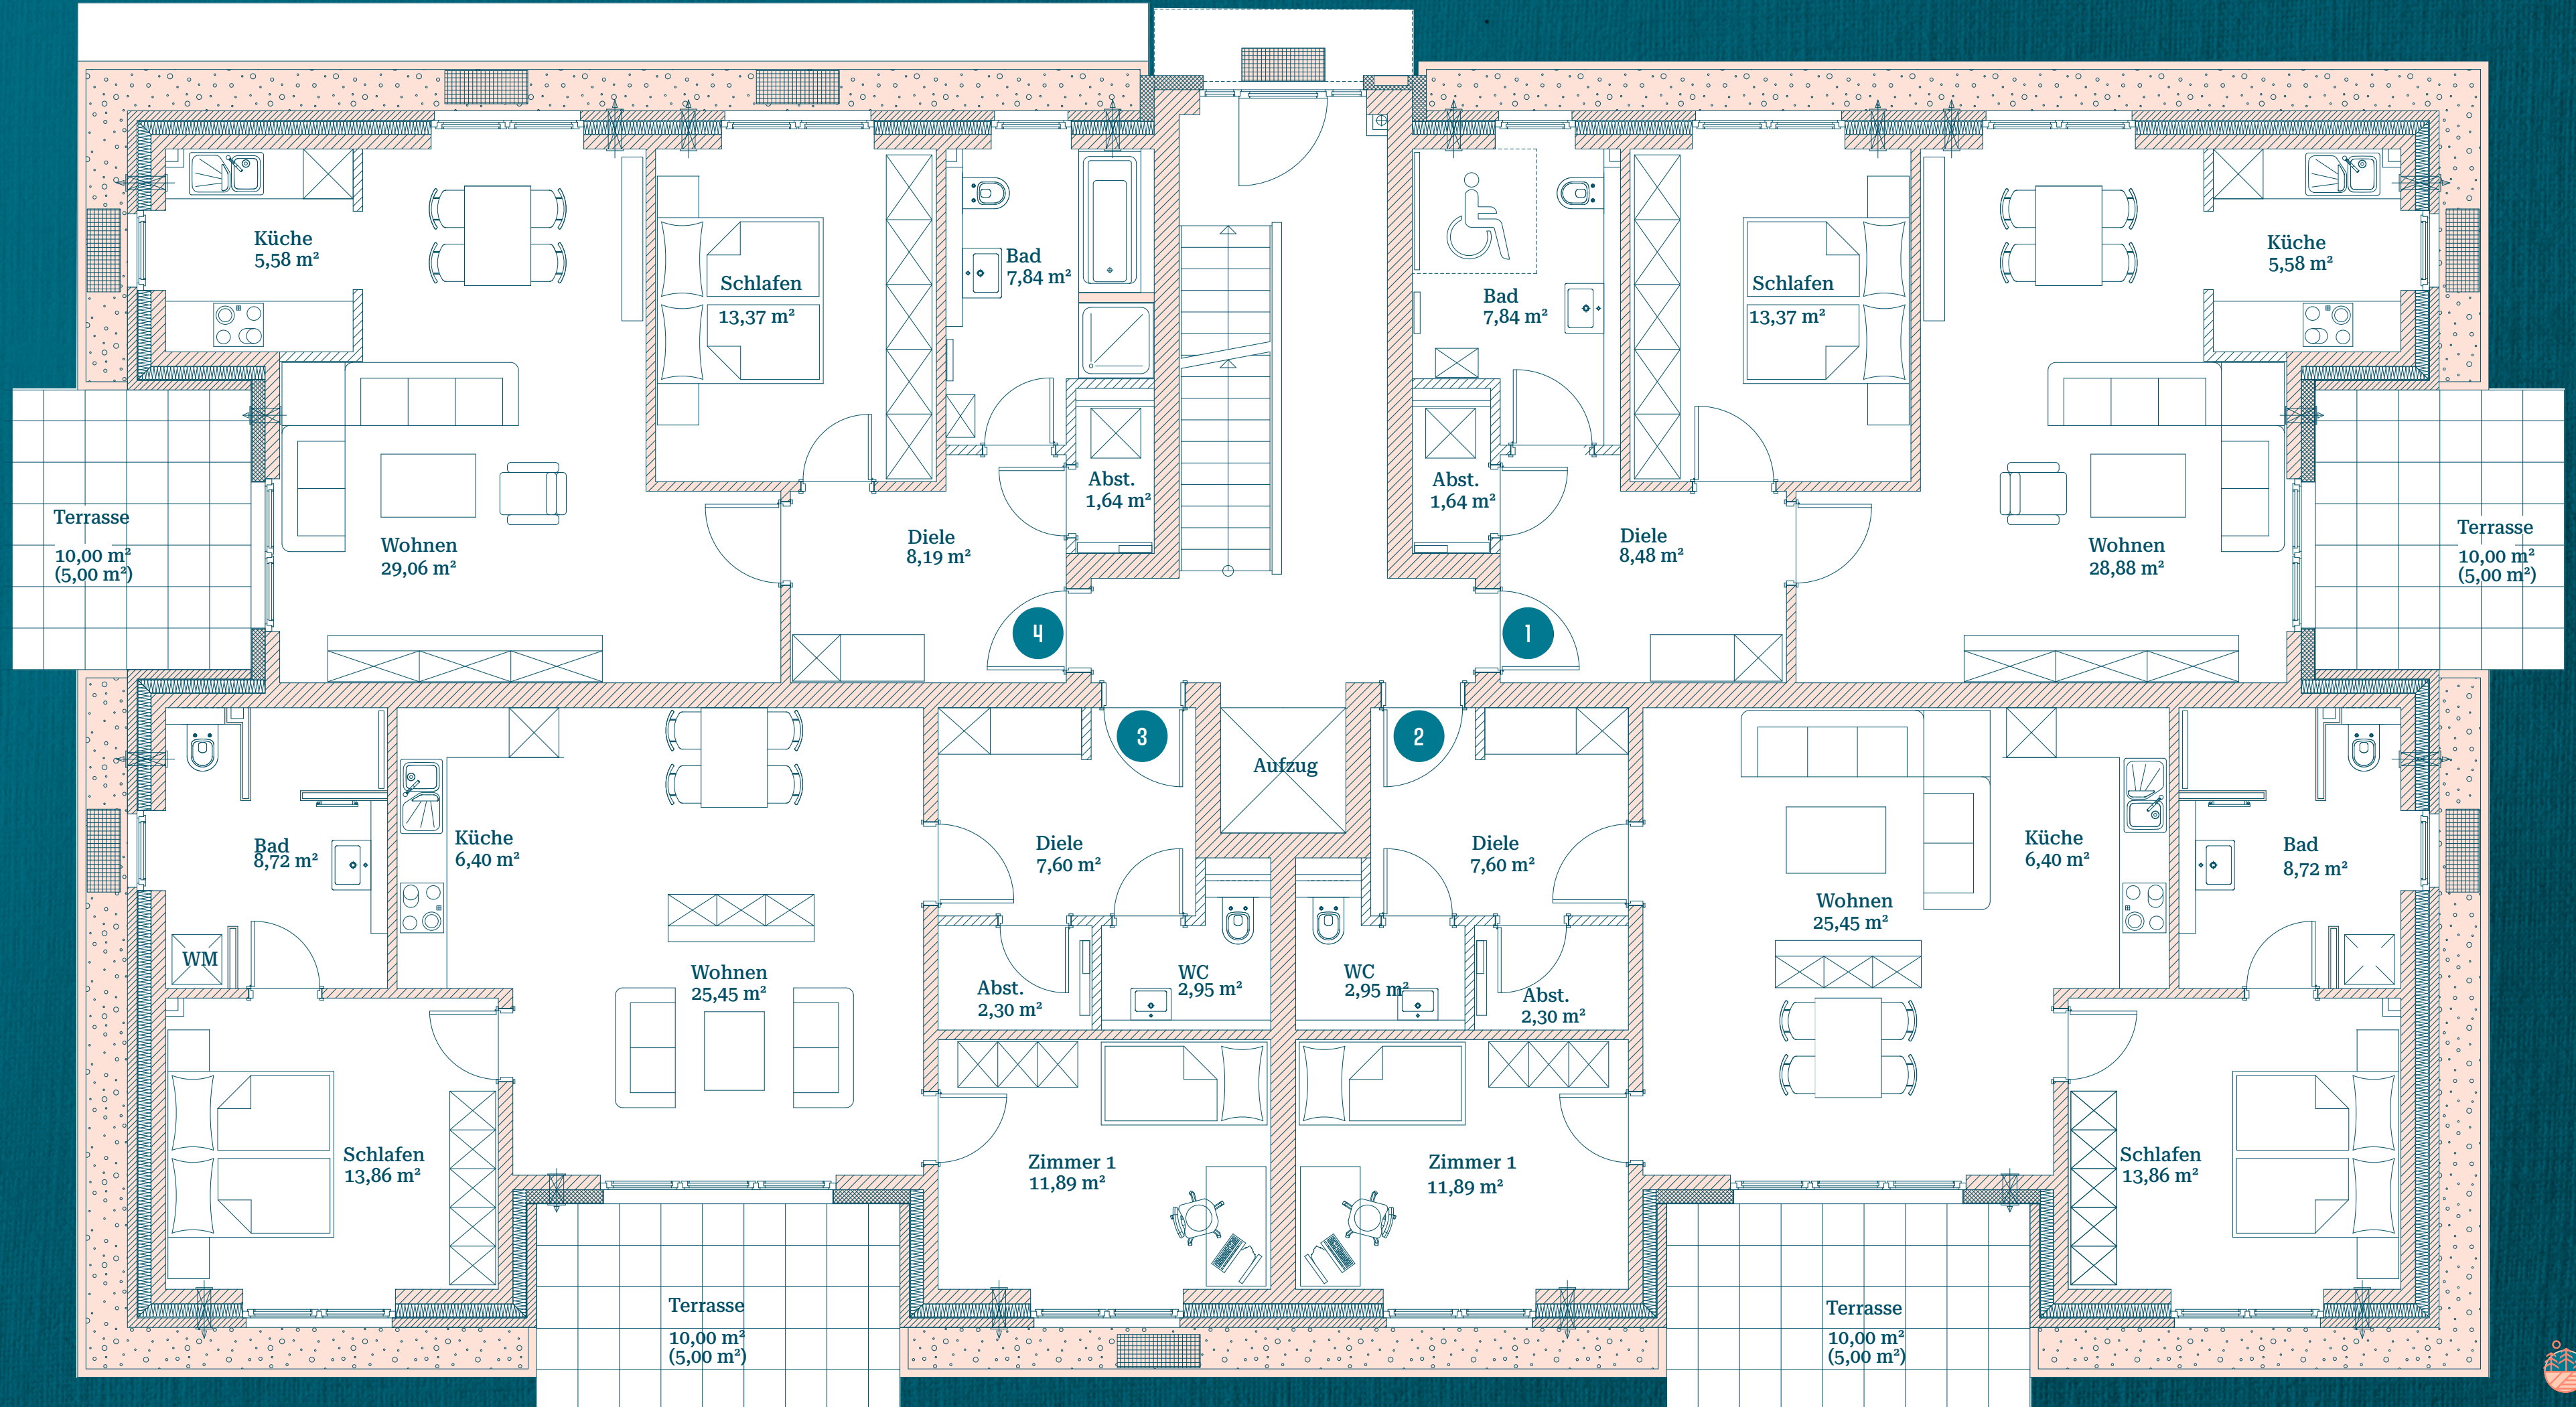 Küche
5,58 m²
Schlafen
13,37 m²
Bad
7,84 m²
Abst.
1,64 m²
Terrasse
10,00 m²
(5,00 m²)
Wohnen
29,06 m²
Diele
8,19 m²
4
Bad
7,84 m²
Schlafen
13,37 m²
Küche
5,58 m²
Abst.
1,64 m²
Diele
8,48 m²
Wohnen
28,88 m²
Terrasse
10,00 m²
(5,00 m²)
1
3
Aufzug
2
Bad
8,72 m²
WM
Küche
6,40 m²
Diele
7,60 m²
Wohnen
25,45 m²
Abst.
2,30 m²
WC
2,95 m²
Schlafen
13,86 m²
Zimmer 1
11,89 m²
Terrasse
10,00 m²
(5,00 m²)
Diele
7,60 m²
Wohnen
25,45 m²
Küche
6,40 m²
Bad
8,72 m²
WC
2,95 m²
Abst.
2,30 m²
Zimmer 1
11,89 m²
Schlafen
13,86 m²
Terrasse
10,00 m²
(5,00 m²)